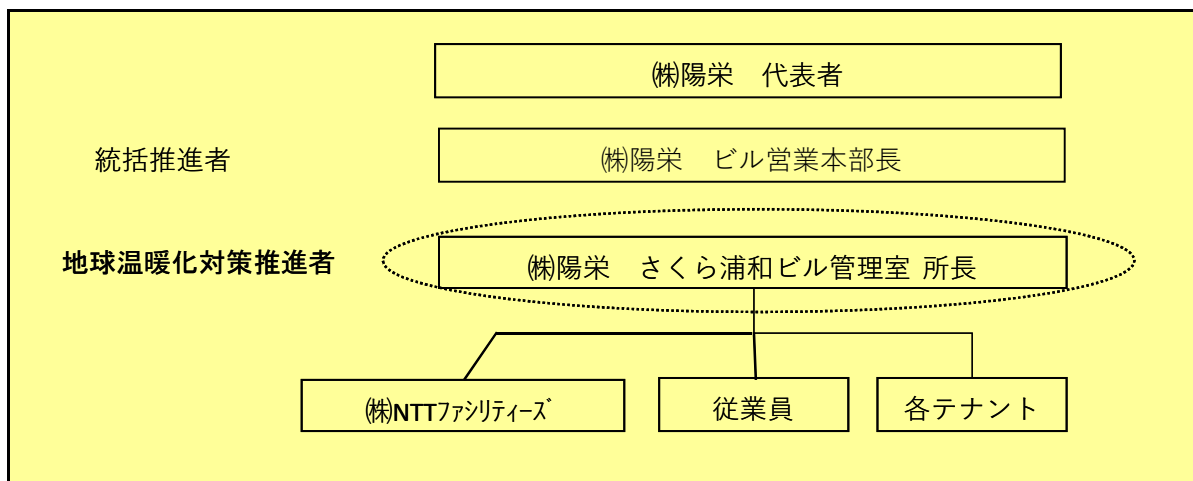 ㈱陽栄　代表者
統括推進者　㈱陽栄　ビル営業本部長
地球温暖化対策推進者　㈱陽栄　さくら浦和ビル管理室 所長
㈱NTTﾌｧｼﾘﾃｨｰｽﾞ　従業員　各テナント